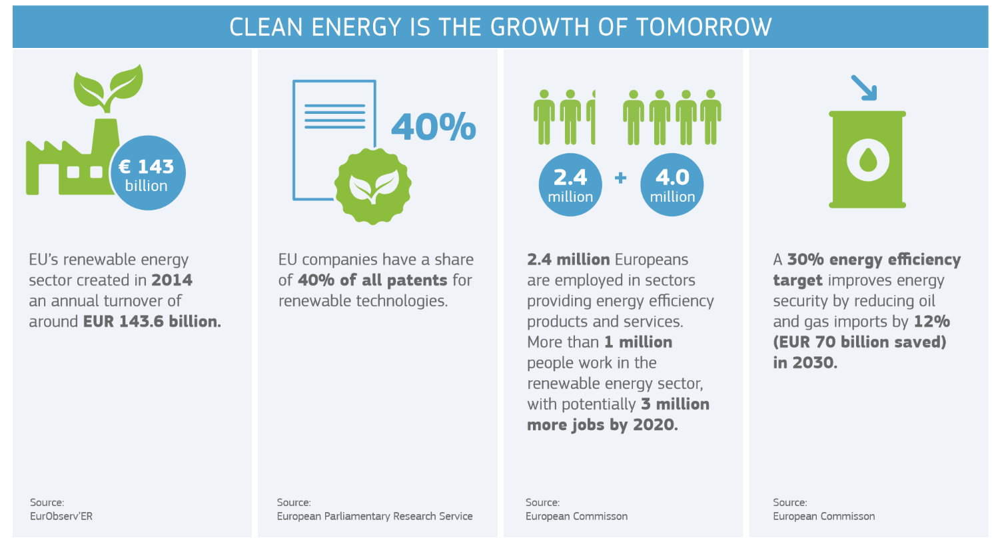 CLEAN ENERGY IS THE GROWTH OF TOMORROW
€ 143
billion
EU’s renewable energy
sector created in 2014
an annual turnover of
around EUR 143.6 billion.
Source:
EurObserv’ER
40%
EU companies have a share
of 40% of all patents for
renewable technologies.
Source:
European Parliamentary Research Service
2.4
million
+
4.0
million
2.4 million Europeans
are employed in sectors
providing energy efficiency
products and services.
More than 1 million
people work in the
renewable energy sector,
with potentially 3 million
more jobs by 2020.
Source:
European Commisson
A 30% energy efficiency
target improves energy
security by reducing oil
and gas imports by 12%
(EUR 70 billion saved)
in 2030.
Source:
European Commisson